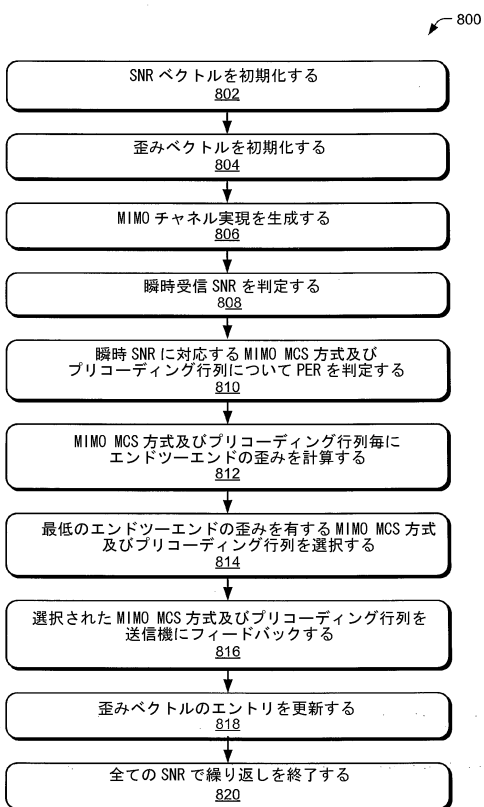 800
SNR ベクトルを初期化する
802
歪みベクトルを初期化する
804
MIMO チャネル実現を生成する
806
瞬時受信 SNR を判定する
808
瞬時 SNR に対応する MIMO MCS 方式及び
プリコーディング行列について PER を判定する
810
MIMO MCS 方式及びプリコーディング行列毎に
エンドツーエンドの歪みを計算する
812
最低のエンドツーエンドの歪みを有する MIMO MCS 方式
及びプリコーディング行列を選択する
814
選択された MIMO MCS 方式及びプリコーディング行列を
送信機にフィードバックする
816
歪みベクトルのエントリを更新する
818
全ての SNR で繰り返しを終了する
820